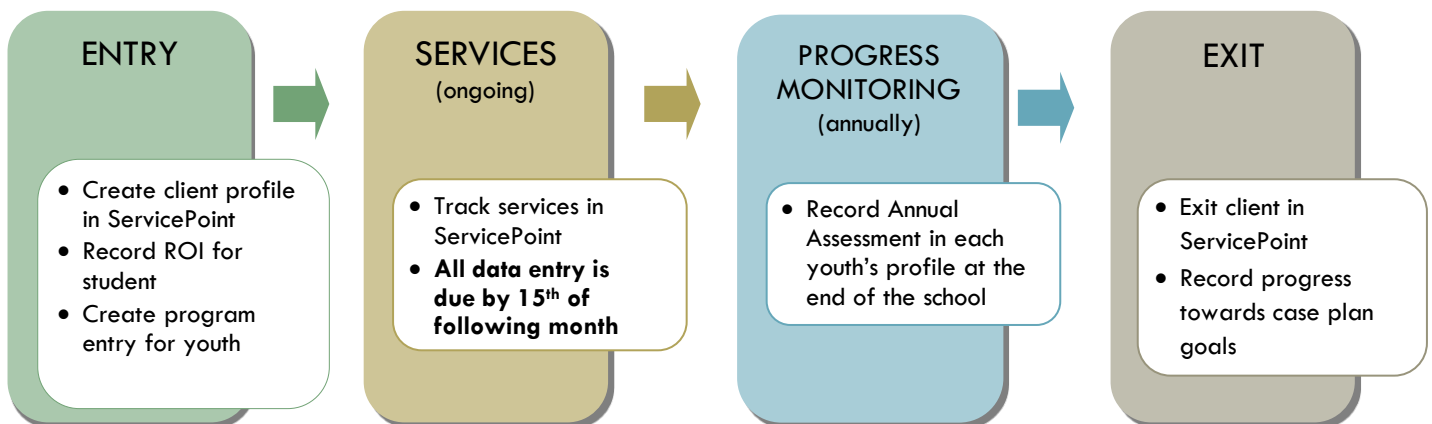 ENTRY
• Create client profile
in ServicePoint
• Record ROI for
student
• Create program
entry for youth
SERVICES
(ongoing)
• Track services in
ServicePoint
• All data entry is
due by 15th of
following month
PROGRESS
MONITORING
(annually)
• Record Annual
Assessment in each
youth's profile at the
end of the school
EXIT
• Exit client in
ServicePoint
• Record progress
towards case plan
goals